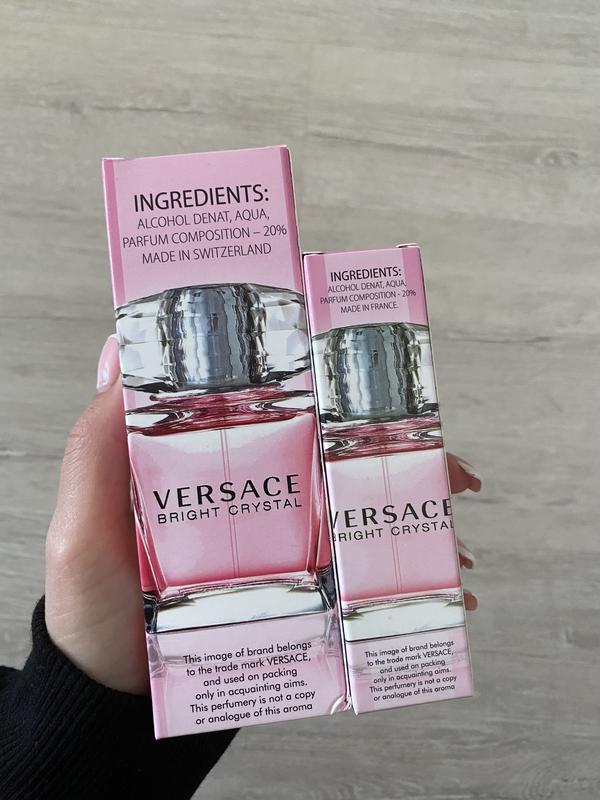 INGREDIENTS:
ALCOHOL DENAT, AQUA,
PARFUM COMPOSITION – 20%
MADE IN SWITZERLAND
VERSACE
BRIGHT CRYSTAL
This image of brand belongs
to the trade mark VERSACE,
and used on packing
only in acquainting aims.
This perfumery is not a copy
or analogue of this aroma
INGREDIENTS:
ALCOHOL DENAT, AQUA,
PARFUM COMPOSITION - 20%
MADE IN FRANCE.
VERSACE
BRIGHT CRYSTAL
This image of brand belongs
to the trade mark VERSACE,
and used on packing
only in acquainting aims.
This perfumery is not a copy
or analogue of this aroma